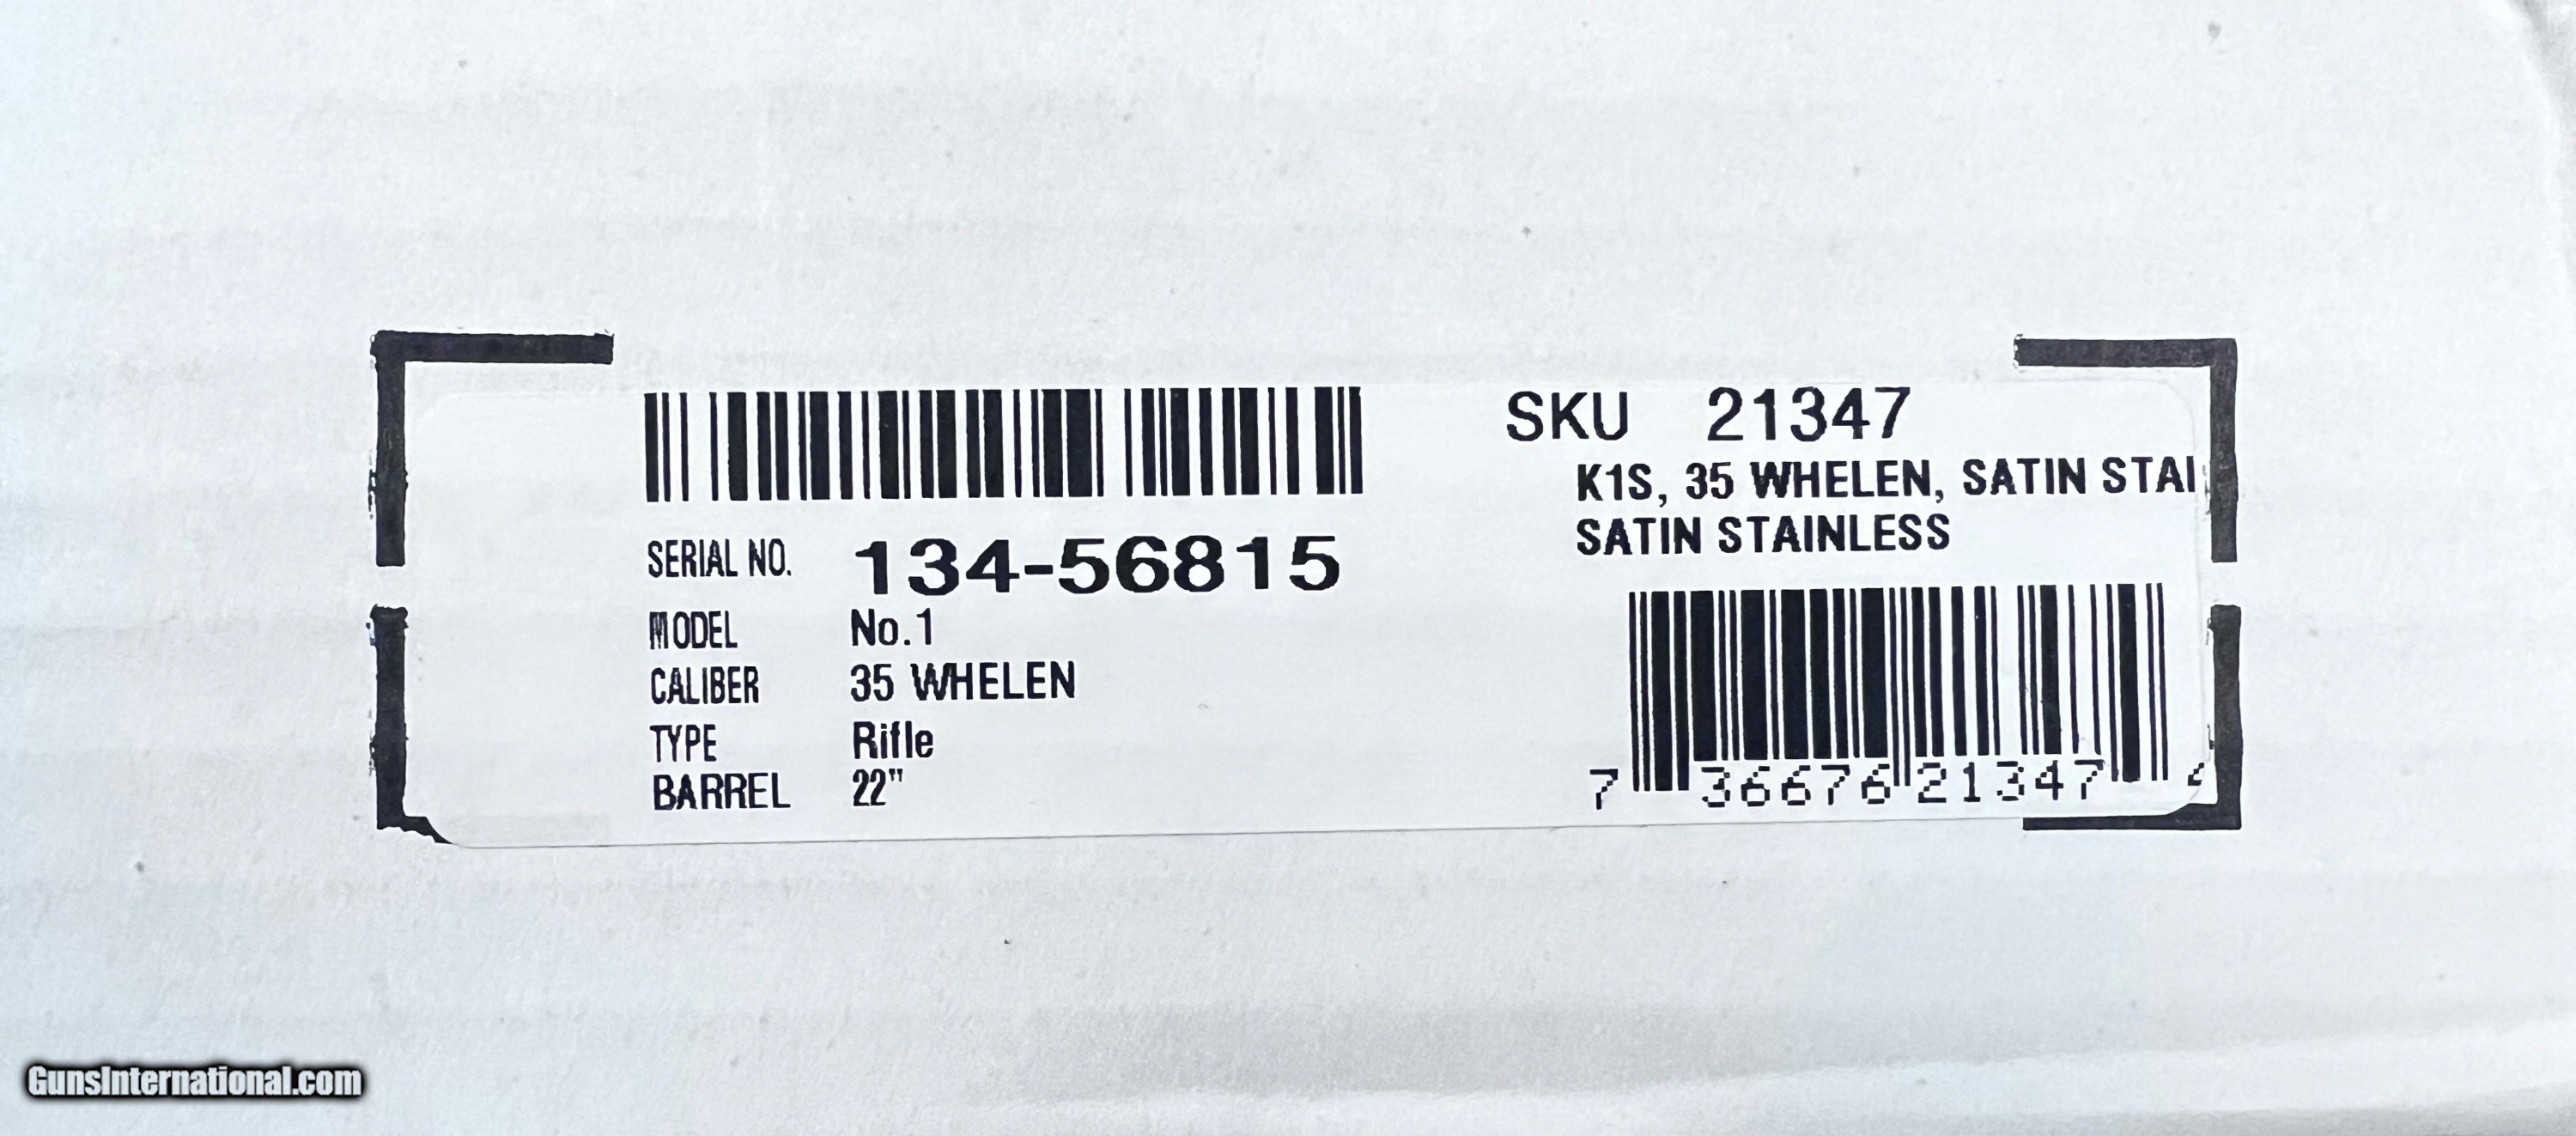 SERIAL NO. 134-56815
MODEL No.1
CALIBER 35 WHELEN
TYPE Rifle
BARREL 22"
SKU 21347
K1S, 35 WHELEN, SATIN STAI
SATIN STAINLESS
7 36676 21347
GunsInternational.com